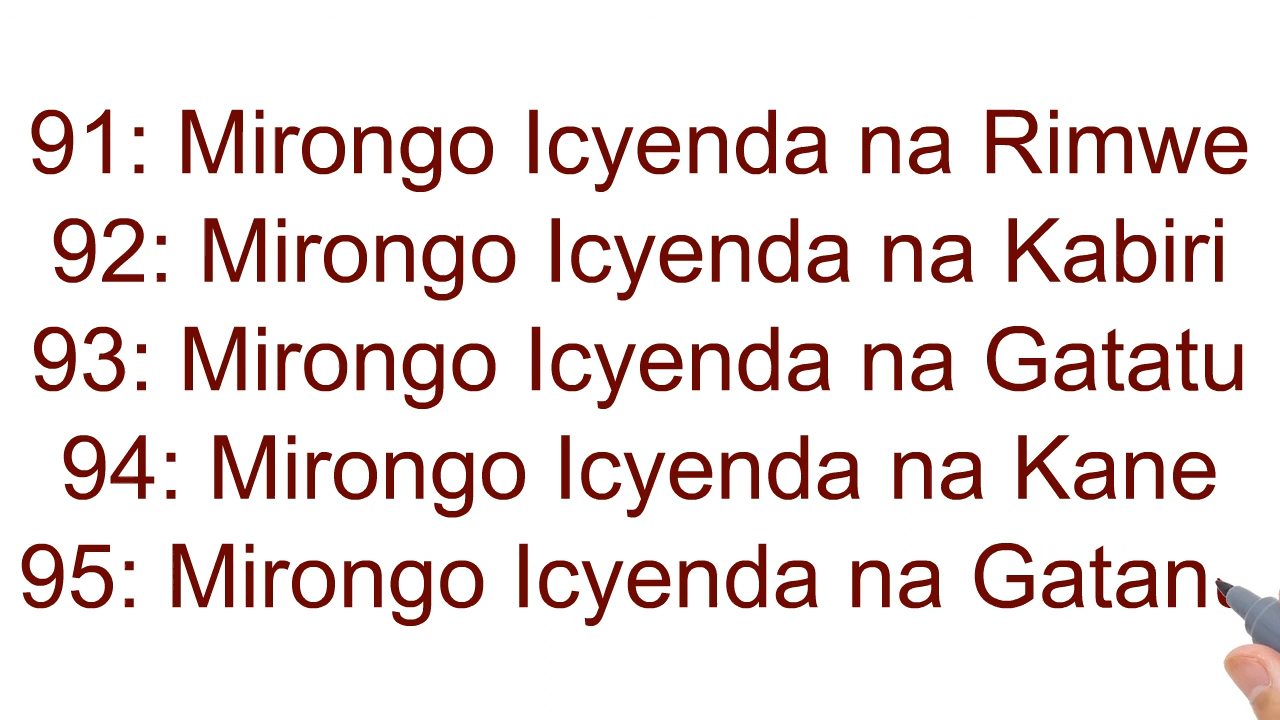 91: Mirongo Icyenda na Rimwe
92: Mirongo Icyenda na Kabiri
93: Mirongo Icyenda na Gatatu
94: Mirongo Icyenda na Kane
95: Mirongo Icyenda na